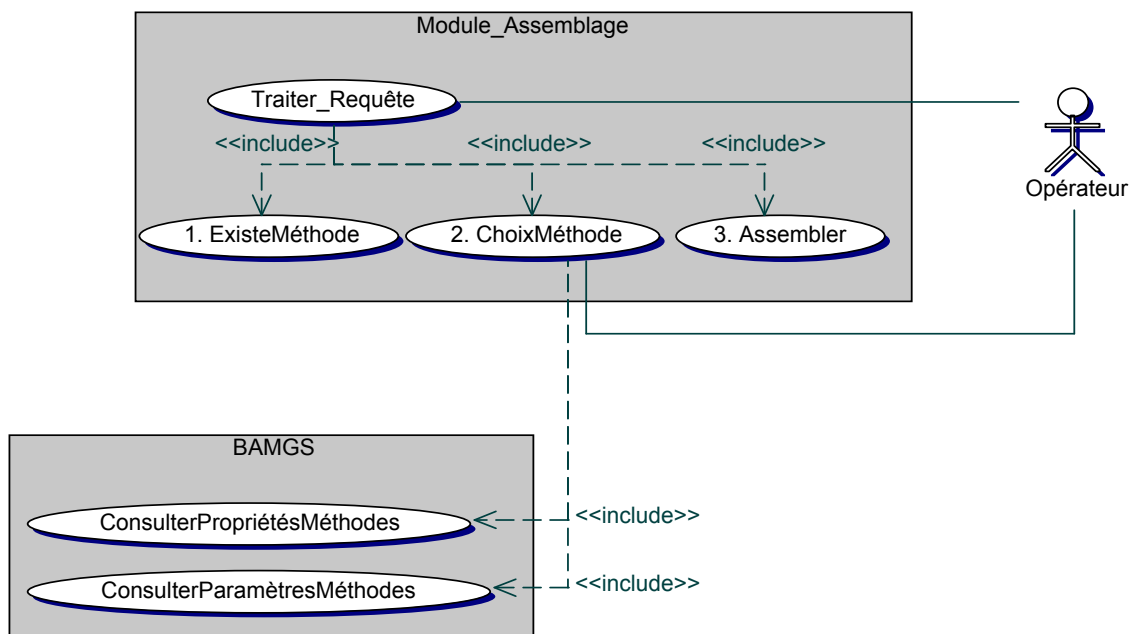 Module_Assemblage
Traiter_Requête
<<include>>
<<include>>
<<include>>
Opérateur
1. ExisteMéthode
2. ChoixMéthode
3. Assembler
BAMGS
ConsulterPropriétésMéthodes
<<include>>
ConsulterParamètresMéthodes
<<include>>